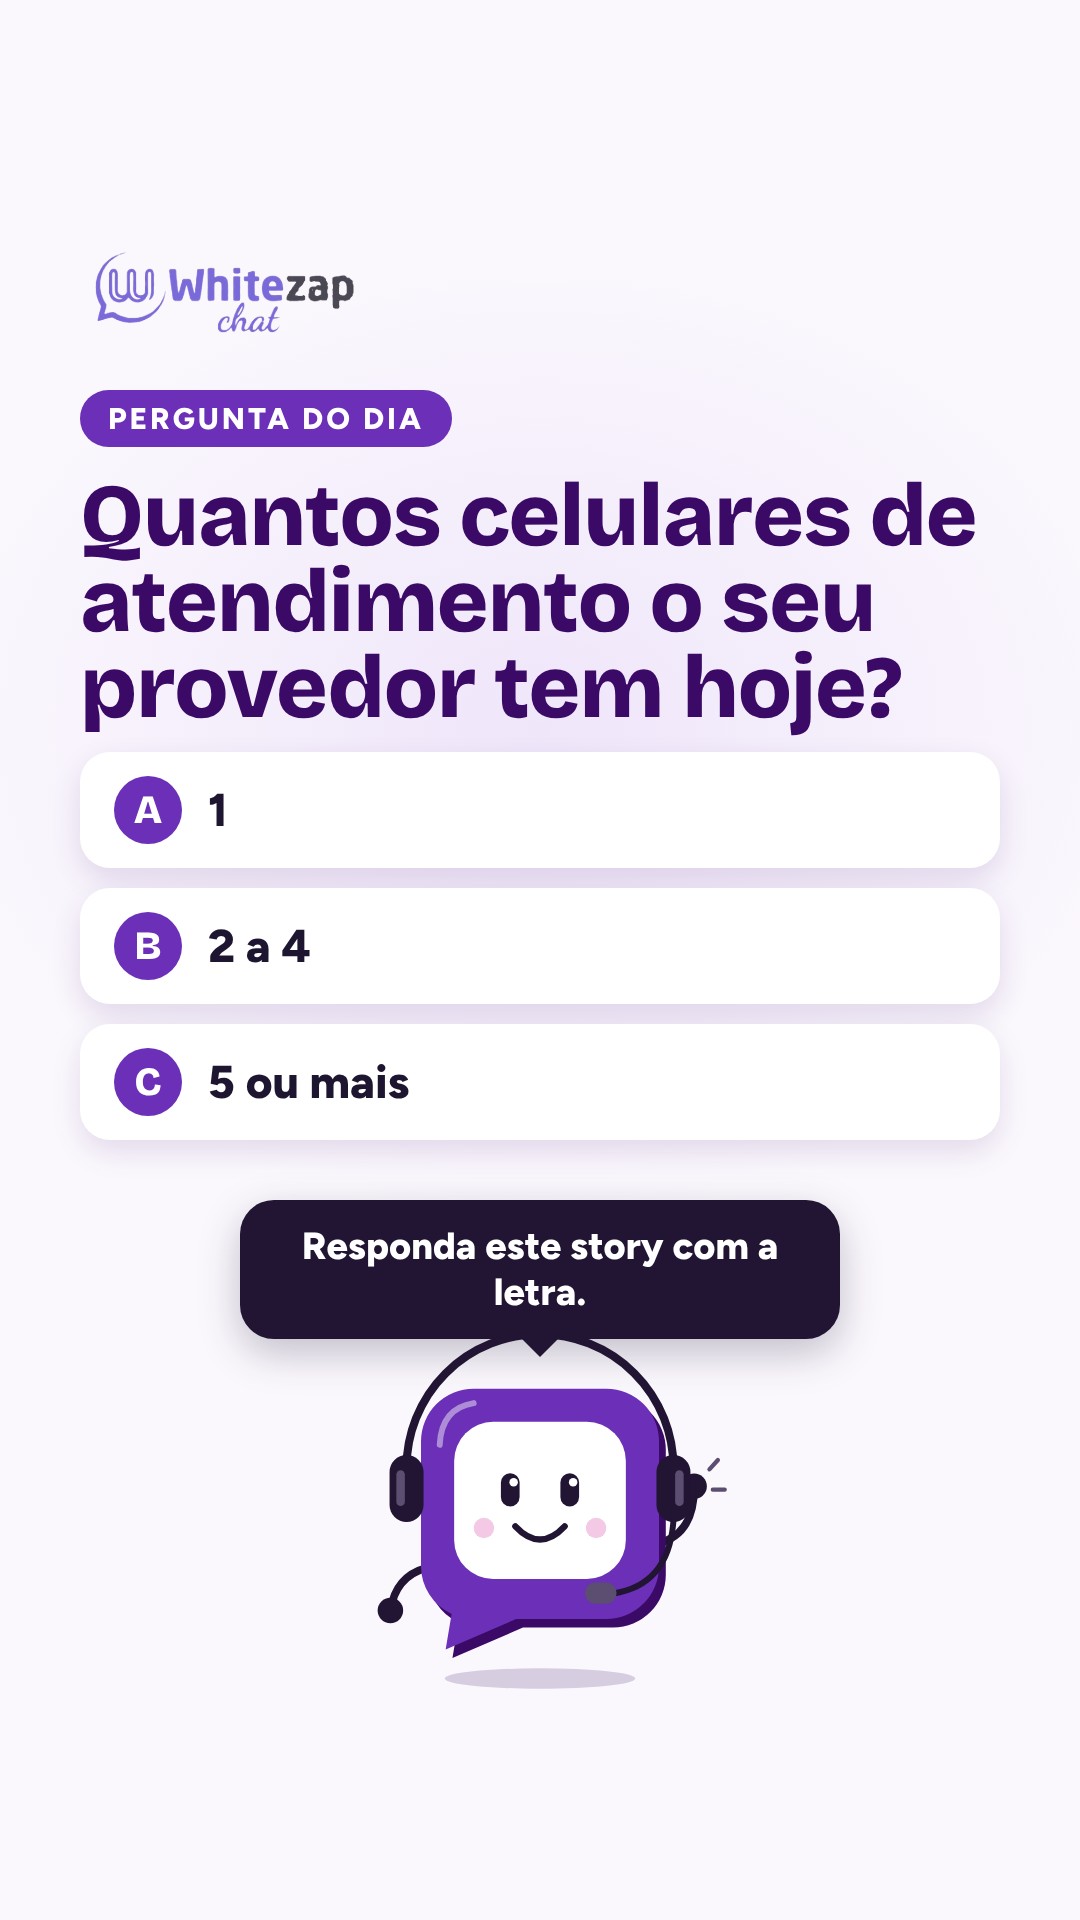 Whitezap
chat
PERGUNTA DO DIA
Quantos celulares de
atendimento o seu
provedor tem hoje?
A 1
B 2 a 4
C 5 ou mais
Responda este story com a
letra.